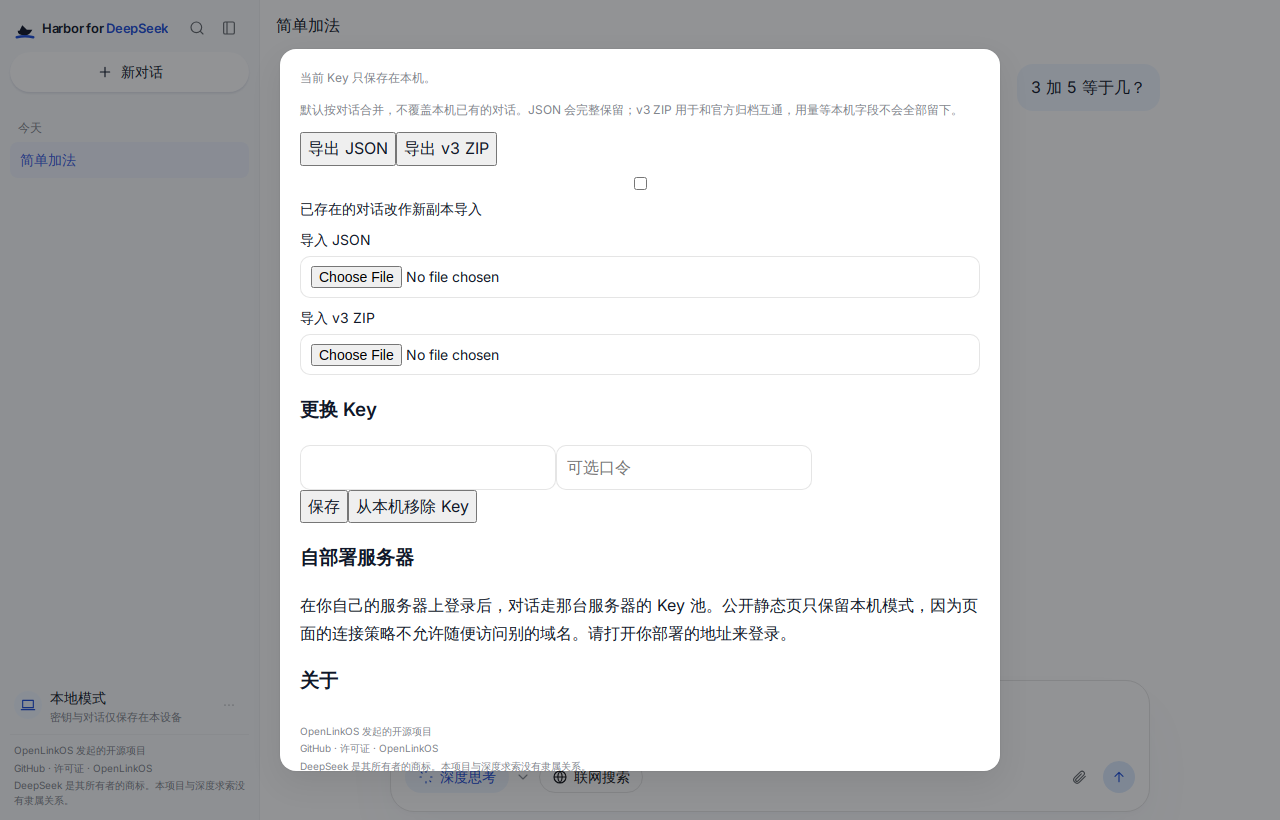 Harbor for DeepSeek
新对话
今天
简单加法
本地模式
密钥与对话仅保存在本设备
OpenLinkOS 发起的开源项目
GitHub · 许可证 · OpenLinkOS
DeepSeek 是其所有者的商标。本项目与深度求索没
有隶属关系。
简单加法
3 加 5 等于几？
当前 Key 只保存在本机。
默认按对话合并，不覆盖本机已有的对话。JSON 会完整保留；v3 ZIP 用于和官方归档互通，用量等本机字段不会全部留下。
导出 JSON 导出 v3 ZIP
已存在的对话改作新副本导入
导入 JSON
Choose File No file chosen
导入 v3 ZIP
Choose File No file chosen
更换 Key
可选口令
保存 从本机移除 Key
自部署服务器
在你自己的服务器上登录后，对话走那台服务器的 Key 池。公开静态页只保留本机模式，因为页
面的连接策略不允许随便访问别的域名。请打开你部署的地址来登录。
关于
OpenLinkOS 发起的开源项目
GitHub · 许可证 · OpenLinkOS
DeepSeek 是其所有者的商标。本项目与深度求索没有隶属关系。
深度思考 联网搜索